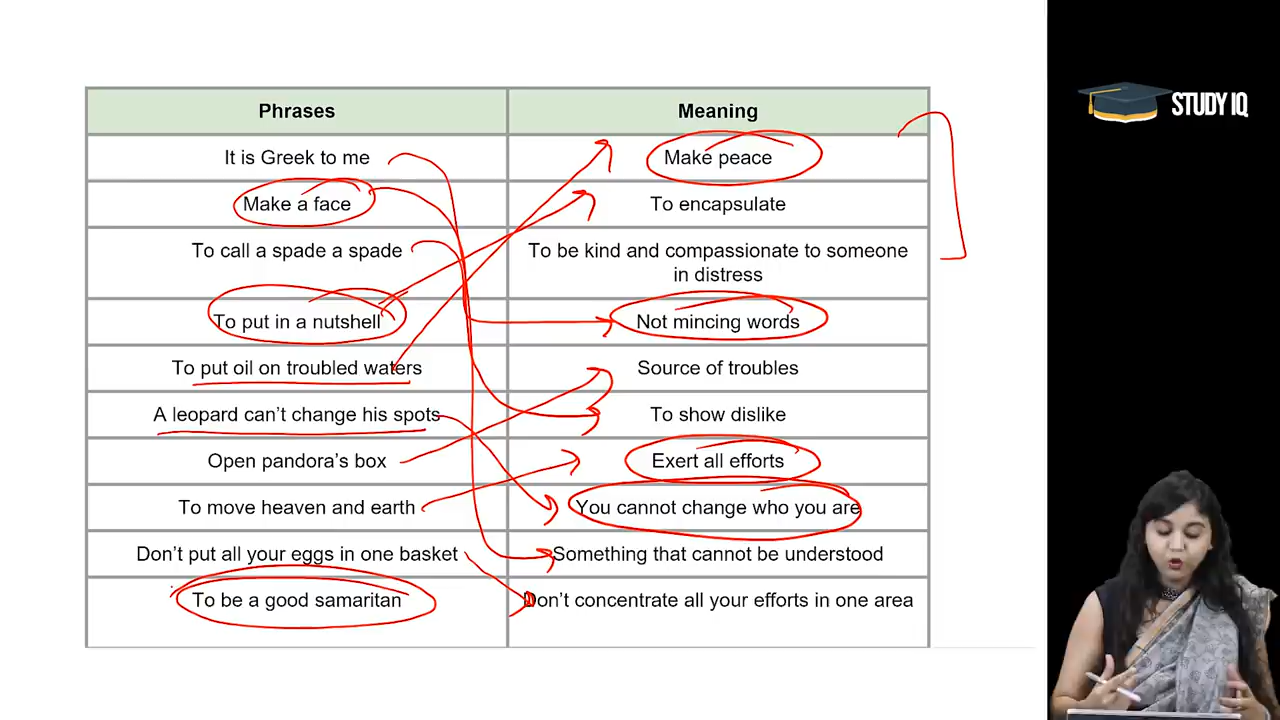 Phrases Meaning
It is Greek to me Make peace
Make a face To encapsulate
To call a spade a spade To be kind and compassionate to someone
in distress
To put in a nutshell Not mincing words
To put oil on troubled waters Source of troubles
A leopard can't change his spots To show dislike
Open pandora's box Exert all efforts
To move heaven and earth You cannot change who you are
Don't put all your eggs in one basket Something that cannot be understood
To be a good samaritan Don't concentrate all your efforts in one area
STUDY IQ